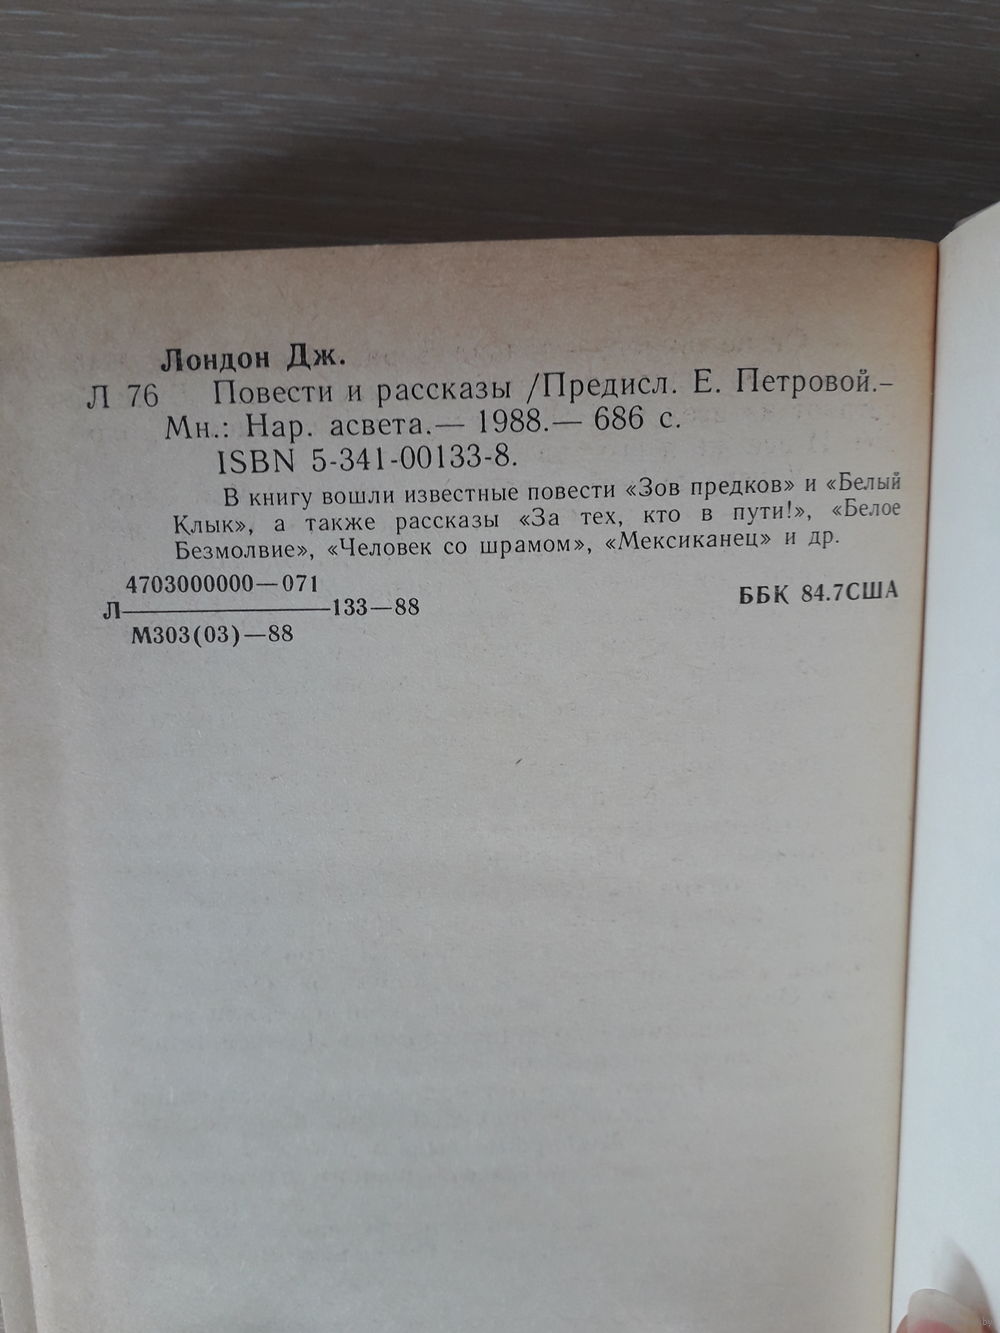 Лондон Дж.
Л 76 Повести и рассказы /Предисл. Е. Петровой.–
Мн.: Нар. асвета.— 1988.— 686 с.
ISBN 5-341-00133-8.
В книгу вошли известные повести «Зов предков» и «Белый
Клык», а также рассказы «За тех, кто в пути!», «Белое
Безмолвие», «Человек со шрамом», «Мексиканец» и др.
4703000000—071
Л————133—88
М303(03)—88
ББК 84.7США